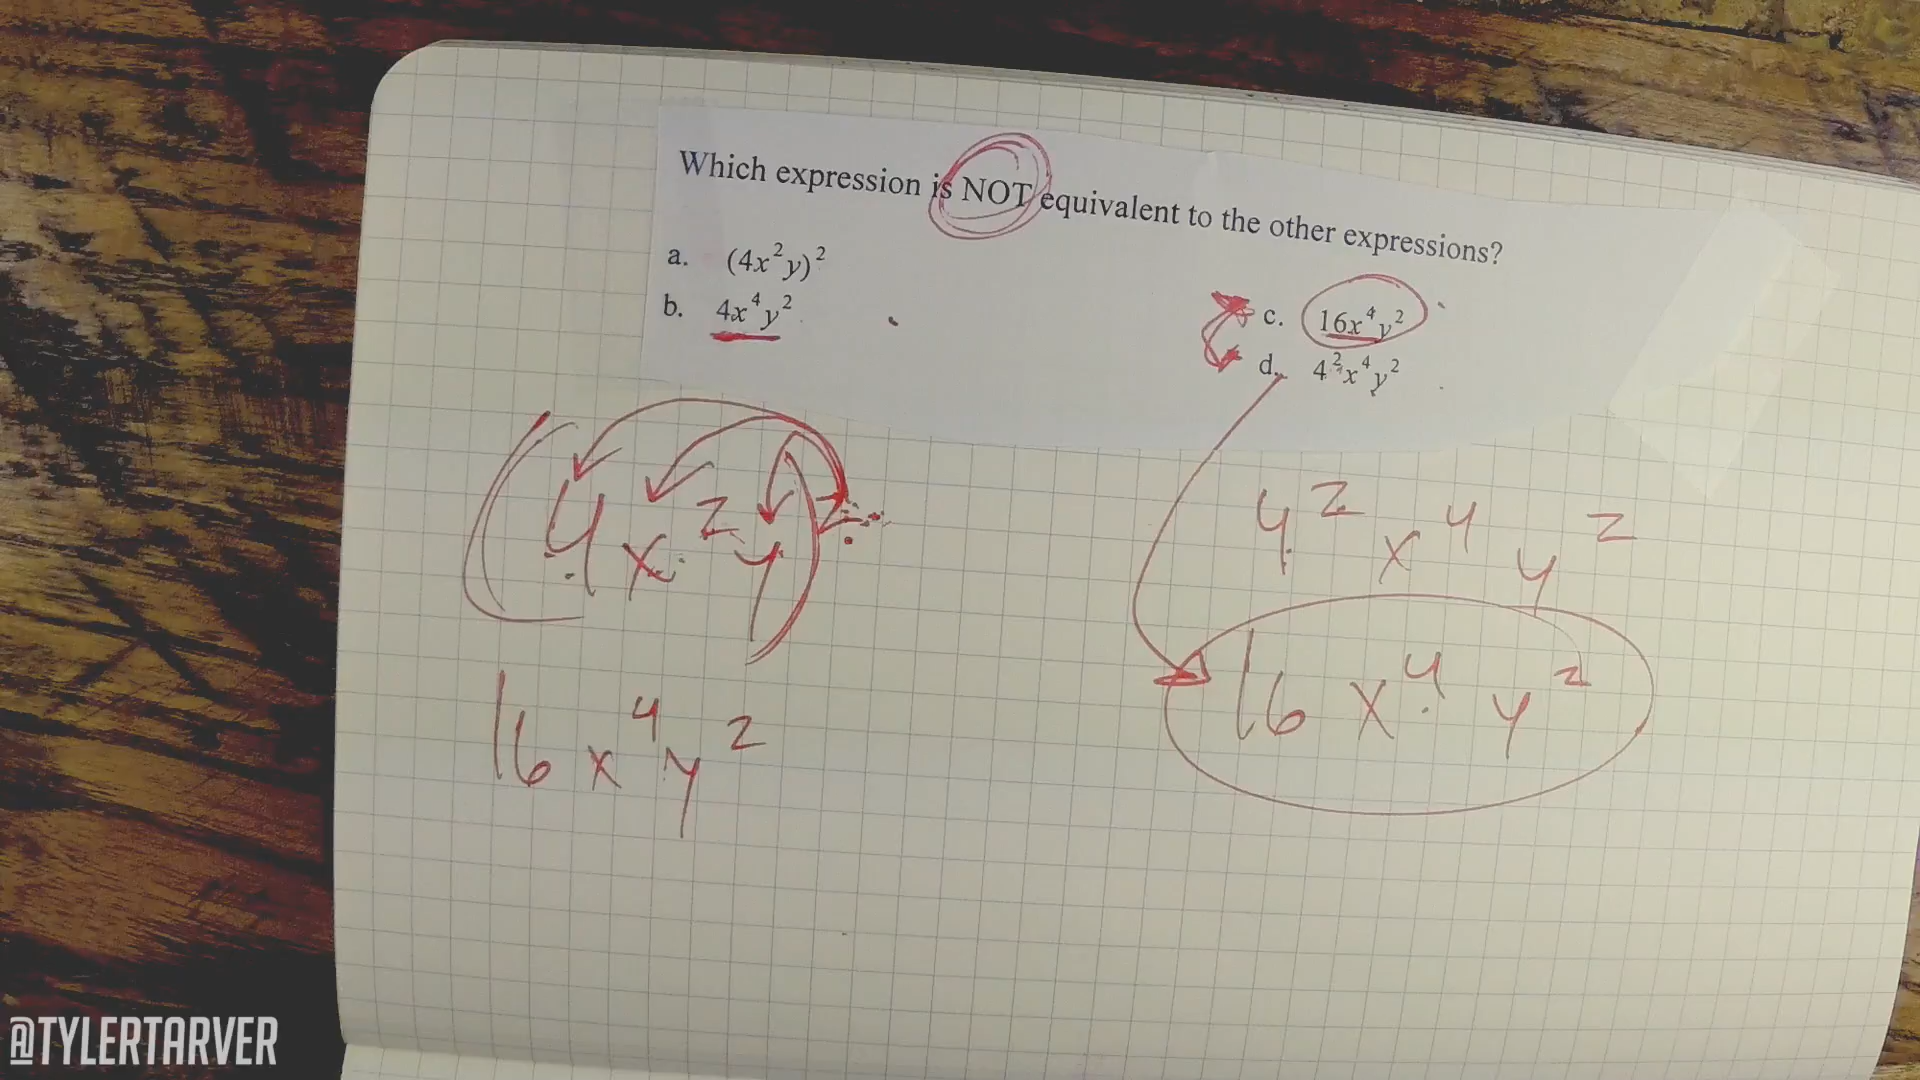 Which expression is NOT equivalent to the other expressions?
a. (4x²y)²
b. 4x⁴y²
c. 16x⁴y²
d. 4²x⁴y²
(4x²y)²
16x⁴y²
4²x⁴y²
16x⁴y²
@TYLERTARVER